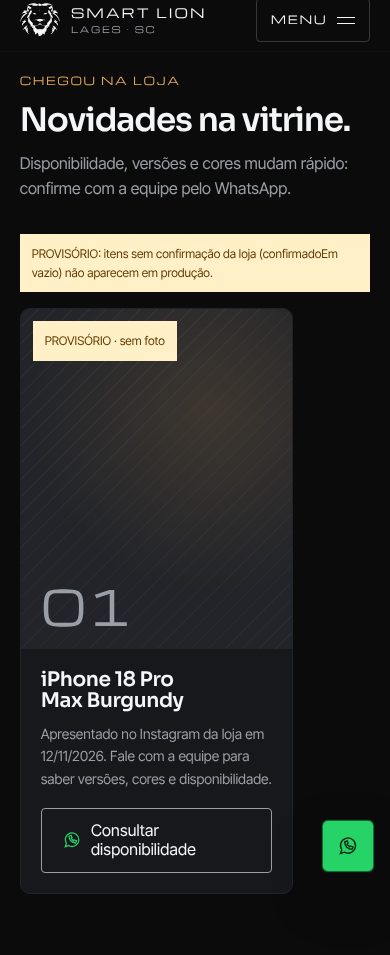 SMART LION
LAGES · SC
MENU
CHEGOU NA LOJA
Novidades na vitrine.
Disponibilidade, versões e cores mudam rápido:
confirme com a equipe pelo WhatsApp.
PROVISÓRIO: itens sem confirmação da loja (confirmadoEm
vazio) não aparecem em produção.
PROVISÓRIO · sem foto
01
iPhone 18 Pro
Max Burgundy
Apresentado no Instagram da loja em
12/11/2026. Fale com a equipe para
saber versões, cores e disponibilidade.
Consultar
disponibilidade